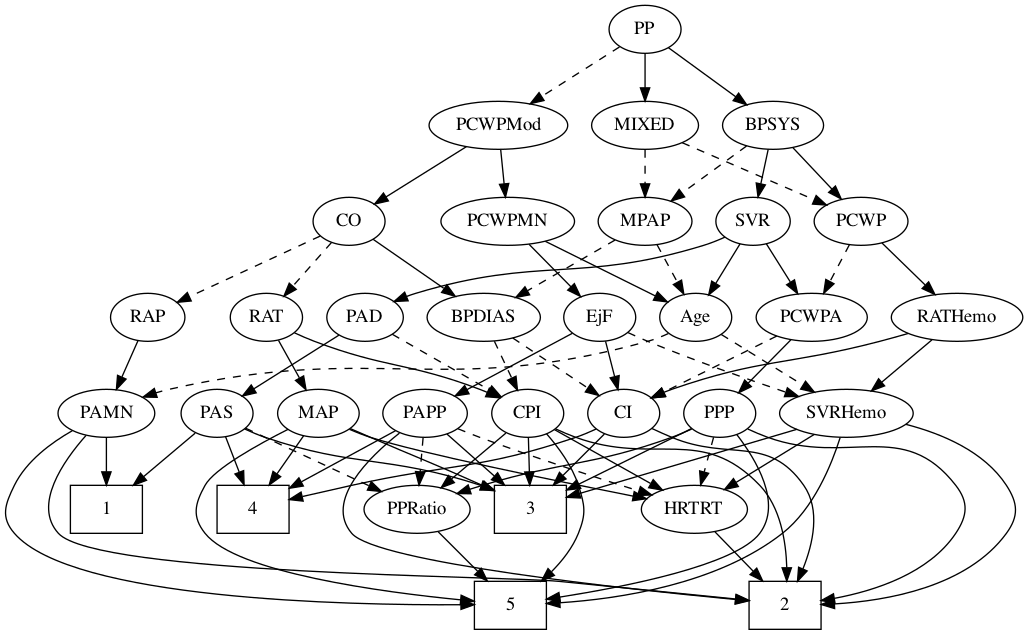 PP
PCWPMod
MIXED
BPSYS
CO
PCWPMN
MPAP
SVR
PCWP
RAP
RAT
PAD
BPDIAS
EjF
Age
PCWPA
RATHemo
PAMN
PAS
MAP
PAPP
CPI
CI
PPP
SVRHemo
1
4
PPRatio
3
HRTRT
5
2